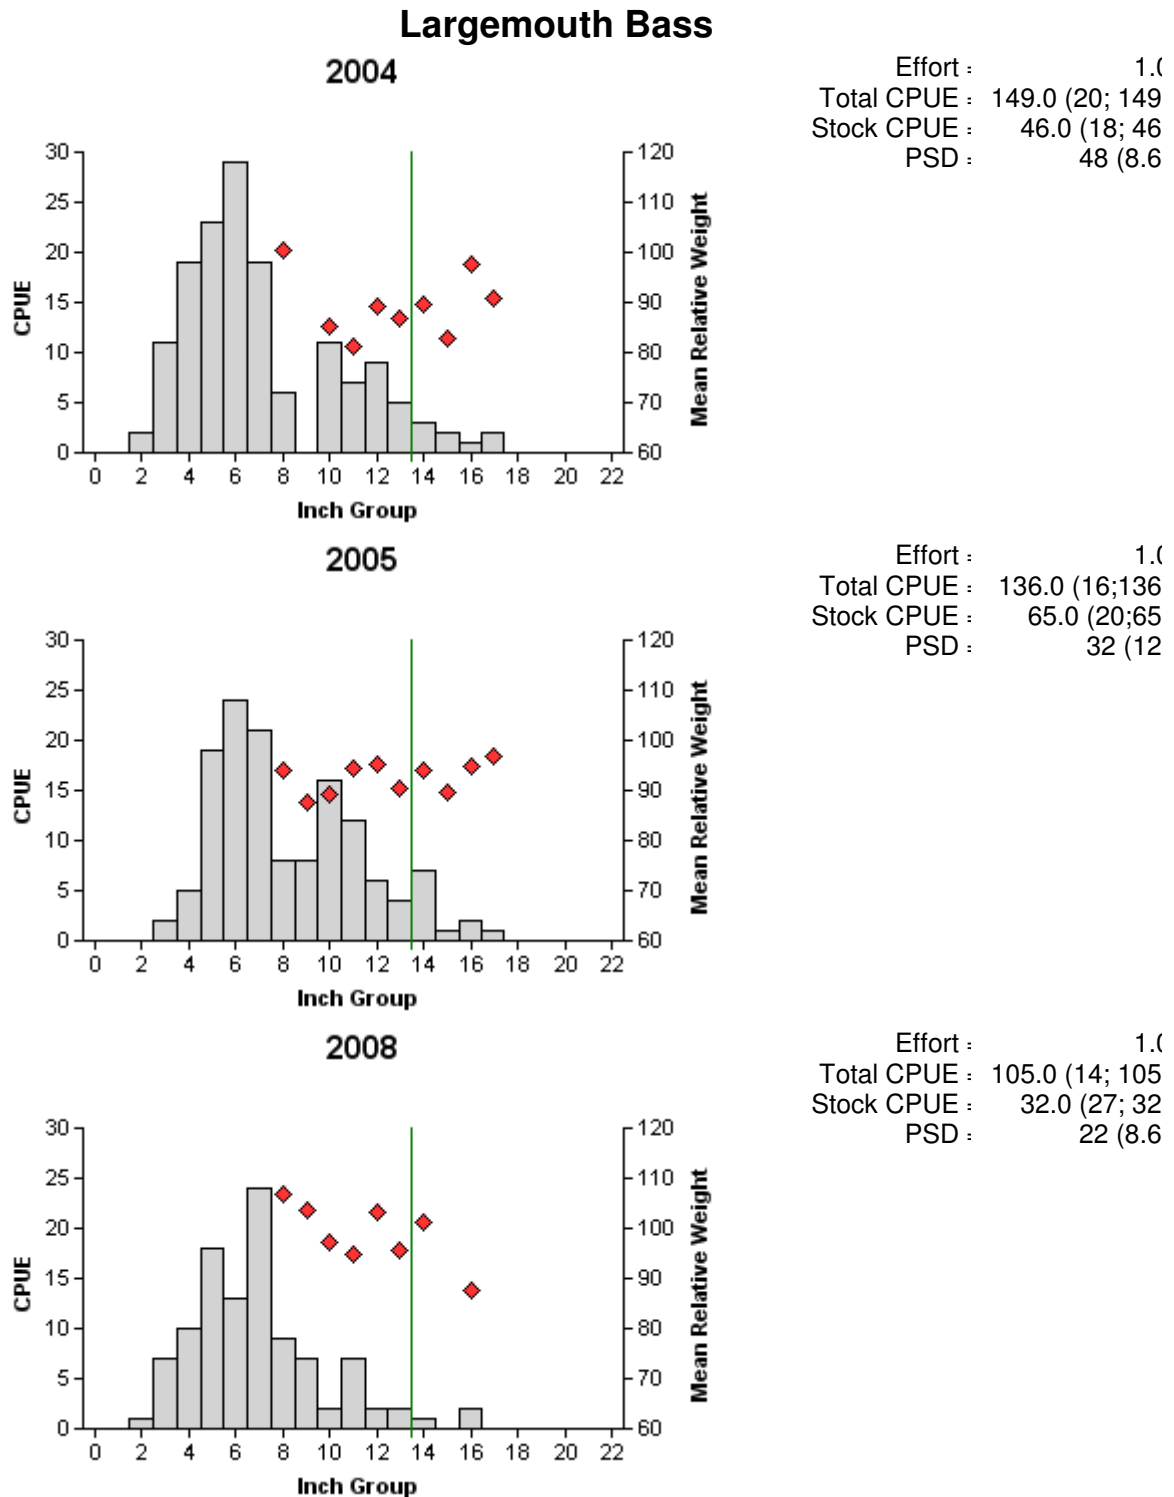 Largemouth Bass
2004
Effort = 1.0
Total CPUE = 149.0 (20; 149
Stock CPUE = 46.0 (18; 46
PSD = 48 (8.6
30
25
20
15
10
5
0
CPUE
120
110
100
90
80
70
60
Mean Relative Weight
0 2 4 6 8 10 12 14 16 18 20 22
Inch Group
2005
Effort = 1.0
Total CPUE = 136.0 (16;136
Stock CPUE = 65.0 (20;65
PSD = 32 (12
30
25
20
15
10
5
0
CPUE
120
110
100
90
80
70
60
Mean Relative Weight
0 2 4 6 8 10 12 14 16 18 20 22
Inch Group
2008
Effort = 1.0
Total CPUE = 105.0 (14; 105
Stock CPUE = 32.0 (27; 32
PSD = 22 (8.6
30
25
20
15
10
5
0
CPUE
120
110
100
90
80
70
60
Mean Relative Weight
0 2 4 6 8 10 12 14 16 18 20 22
Inch Group